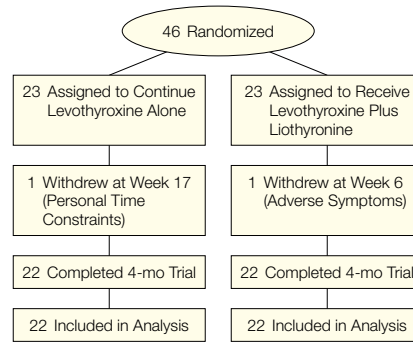 46 Randomized
23 Assigned to Continue
Levothyroxine Alone
23 Assigned to Receive
Levothyroxine Plus
Liothyronine
1 Withdrew at Week 17
(Personal Time
Constraints)
1 Withdrew at Week 6
(Adverse Symptoms)
22 Completed 4-mo Trial
22 Completed 4-mo Trial
22 Included in Analysis
22 Included in Analysis